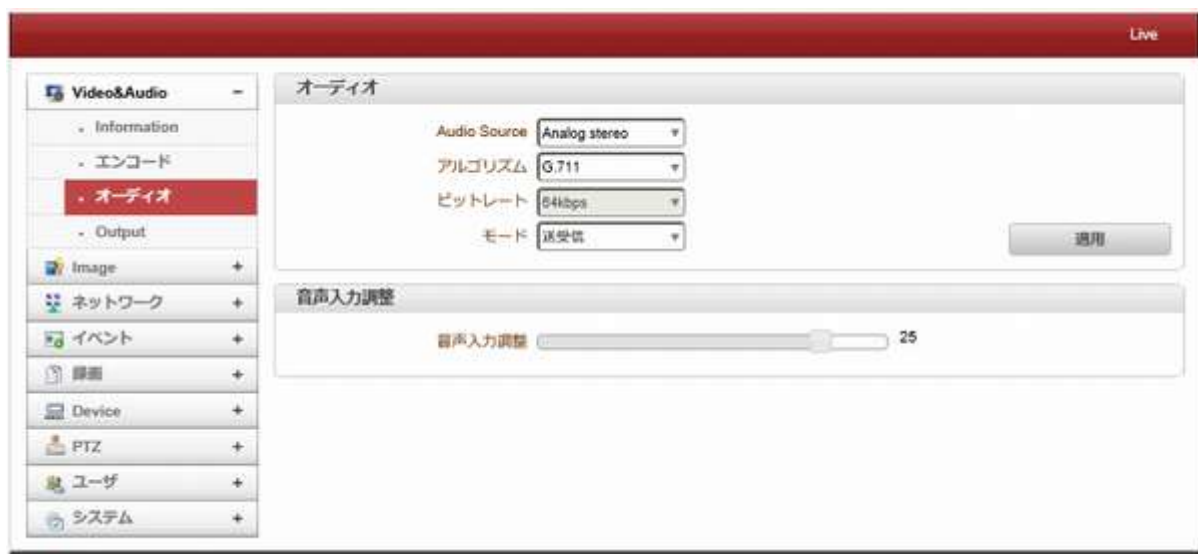 Live
Video&Audio
-
Information
エンコード
オーディオ
Output
Image +
ネットワーク +
イベント +
録画 +
Device +
PTZ +
ユーザ +
システム +
オーディオ
Audio Source Analog stereo
アルゴリズム G.711
ビットレート 64kbps
モード 送受信
適用
音声入力調整
音声入力調整 25